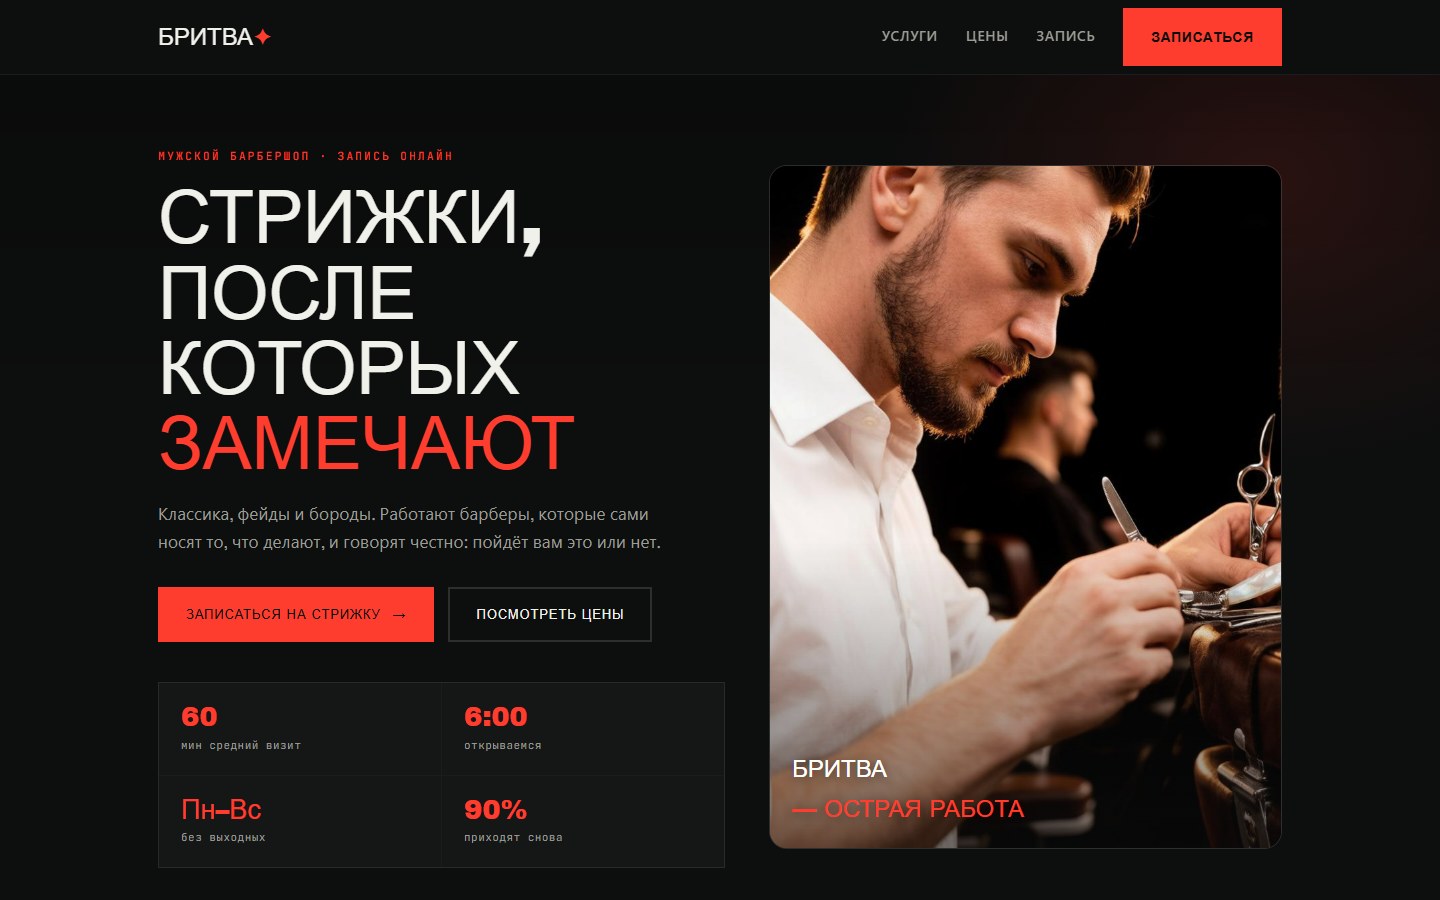 БРИТВА✦
УСЛУГИ ЦЕНЫ ЗАПИСЬ ЗАПИСАТЬСЯ
МУЖСКОЙ БАРБЕРШОП · ЗАПИСЬ ОНЛАЙН
СТРИЖКИ,
ПОСЛЕ
КОТОРЫХ
ЗАМЕЧАЮТ
Классика, фейды и бороды. Работают барберы, которые сами
носят то, что делают, и говорят честно: пойдёт вам это или нет.
ЗАПИСАТЬСЯ НА СТРИЖКУ →
ПОСМОТРЕТЬ ЦЕНЫ
60
мин средний визит
6:00
открываемся
Пн–Вс
без выходных
90%
приходят снова
БРИТВА
— ОСТРАЯ РАБОТА